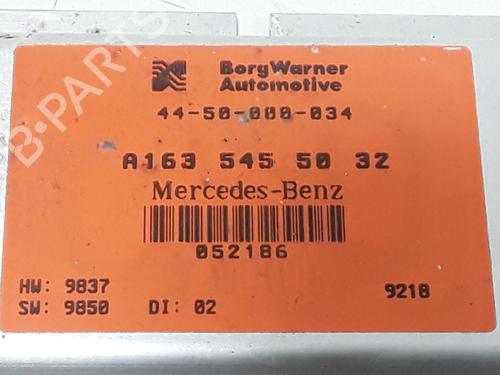 BorgWarner
Automotive
44-50-000-034
A163 545 50 32
Mercedes-Benz
052186
HW: 9837
9218
SW: 9850 DI: 02
B-PARTS